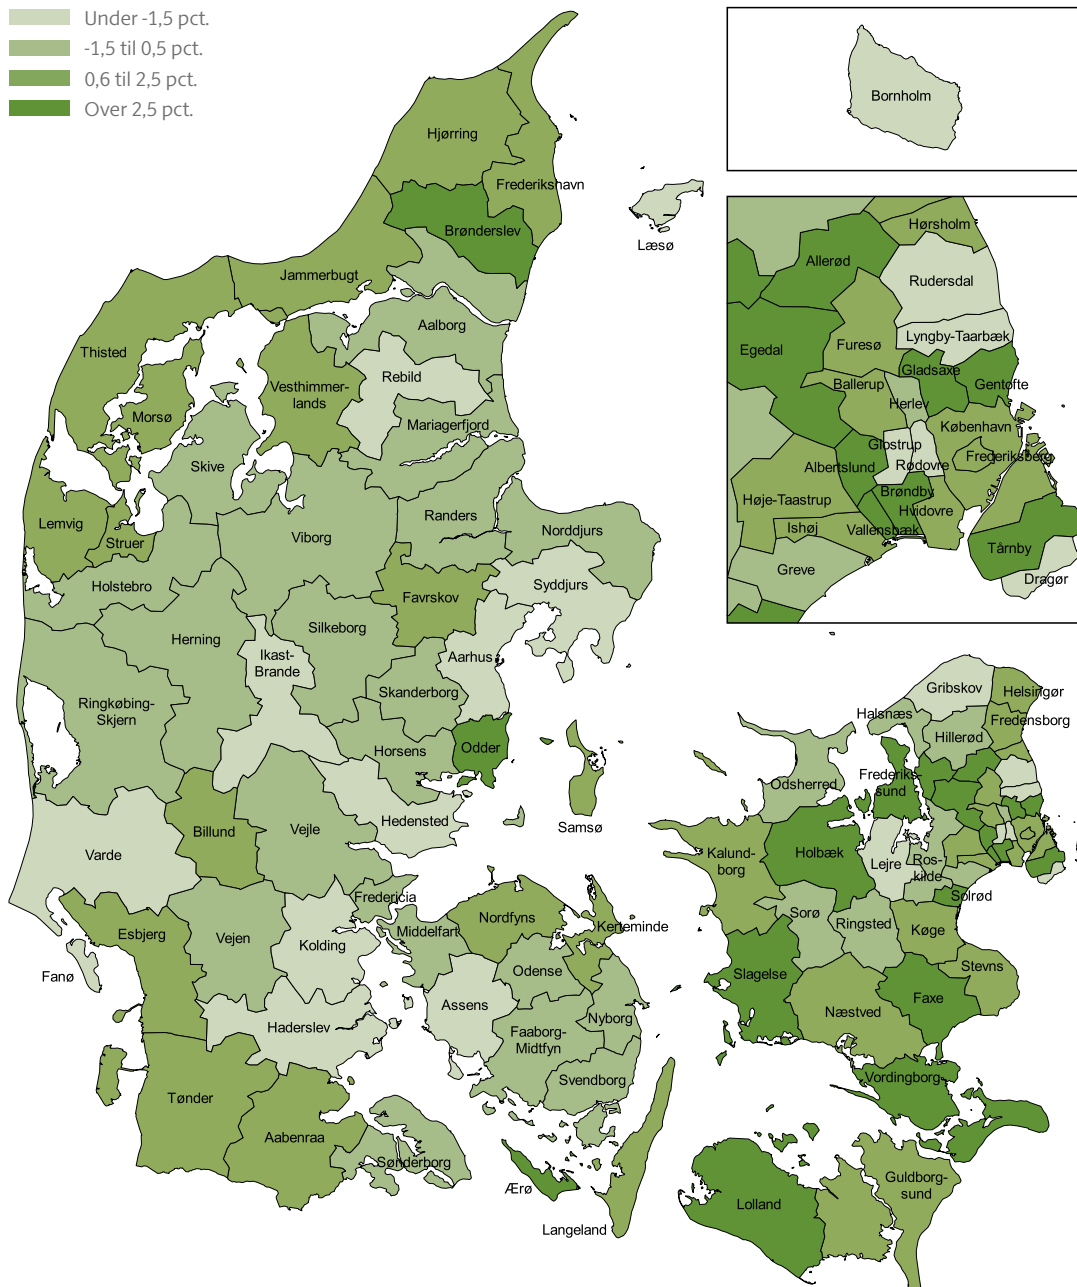 Under -1,5 pct.
-1,5 til 0,5 pct.
0,6 til 2,5 pct.
Over 2,5 pct.
Bornholm
Hjørring
Frederikshavn
Brønderslev
Læsø
Jammerbugt
Aalborg
Thisted
Rebild
Vesthimmer-
lands
Morsø
Mariagerfjord
Skive
Lemvig
Struer
Viborg
Randers
Norddjurs
Holstebro
Favrskov
Syddjurs
Herning
Silkeborg
Ikast-
Brande
Aarhus
Skanderborg
Ringkøbing-
Skjern
Horsens
Odder
Hedensted
Samsø
Billund
Vejle
Varde
Fredericia
Esbjerg
Vejen
Kolding
Middelfart
Nordfyns
Kerteminde
Fanø
Odense
Assens
Haderslev
Faaborg-
Midtfyn
Nyborg
Svendborg
Tønder
Aabenraa
Sønderborg
Ærø
Langeland
Hørsholm
Allerød
Rudersdal
Egedal
Furesø
Lyngby-Taarbæk
Gladsaxe
Gentofte
Ballerup
Herlev
København
Glostrup
Frederiksberg
Albertslund
Rødovre
Høje-Taastrup
Brøndby
Hvidovre
Ishøj
Vallensbæk
Tårnby
Greve
Dragør
Gribskov
Helsingør
Halsnæs
Fredensborg
Hillerød
Odsherred
Frederiks-
sund
Kalund-
borg
Holbæk
Lejre
Ros-
kilde
Solrød
Sorø
Ringsted
Køge
Slagelse
Stevns
Næstved
Faxe
Vordingborg
Guldborg-
sund
Lolland